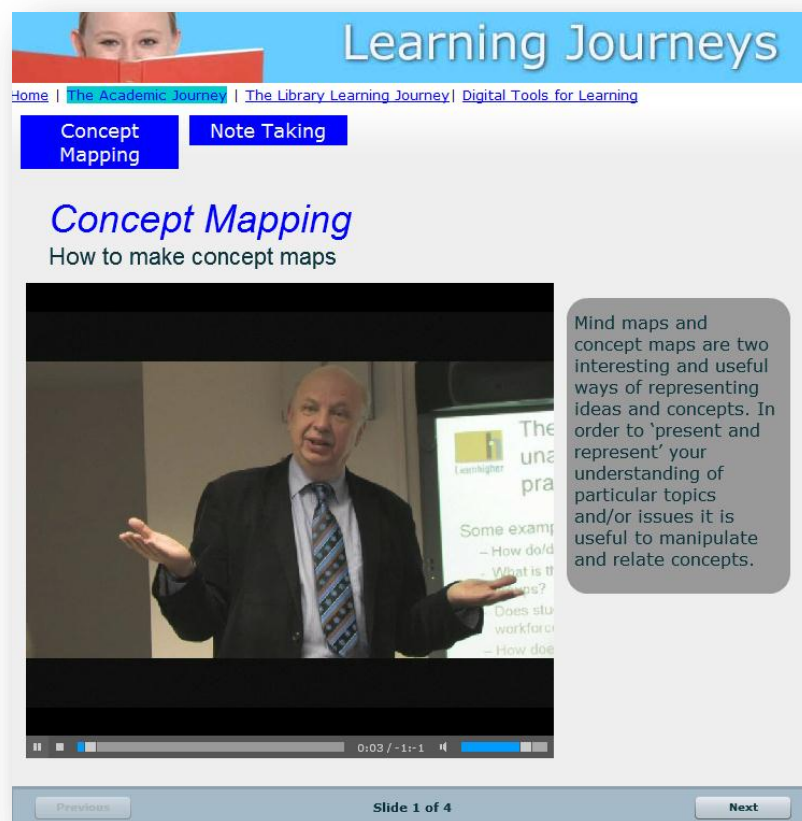 Learning Journeys
Home | The Academic Journey | The Library Learning Journey| Digital Tools for Learning
Concept
Mapping
Note Taking
Concept Mapping
How to make concept maps
The
una
pra
Learnhigher
Some examp
– How do/d
- What is th
ups?
Does stu
workforc
– How doe
Mind maps and
concept maps are two
interesting and useful
ways of representing
ideas and concepts. In
order to ‘present and
represent’ your
understanding of
particular topics
and/or issues it is
useful to manipulate
and relate concepts.
0:03 / -1:-1
Previous
Slide 1 of 4
Next